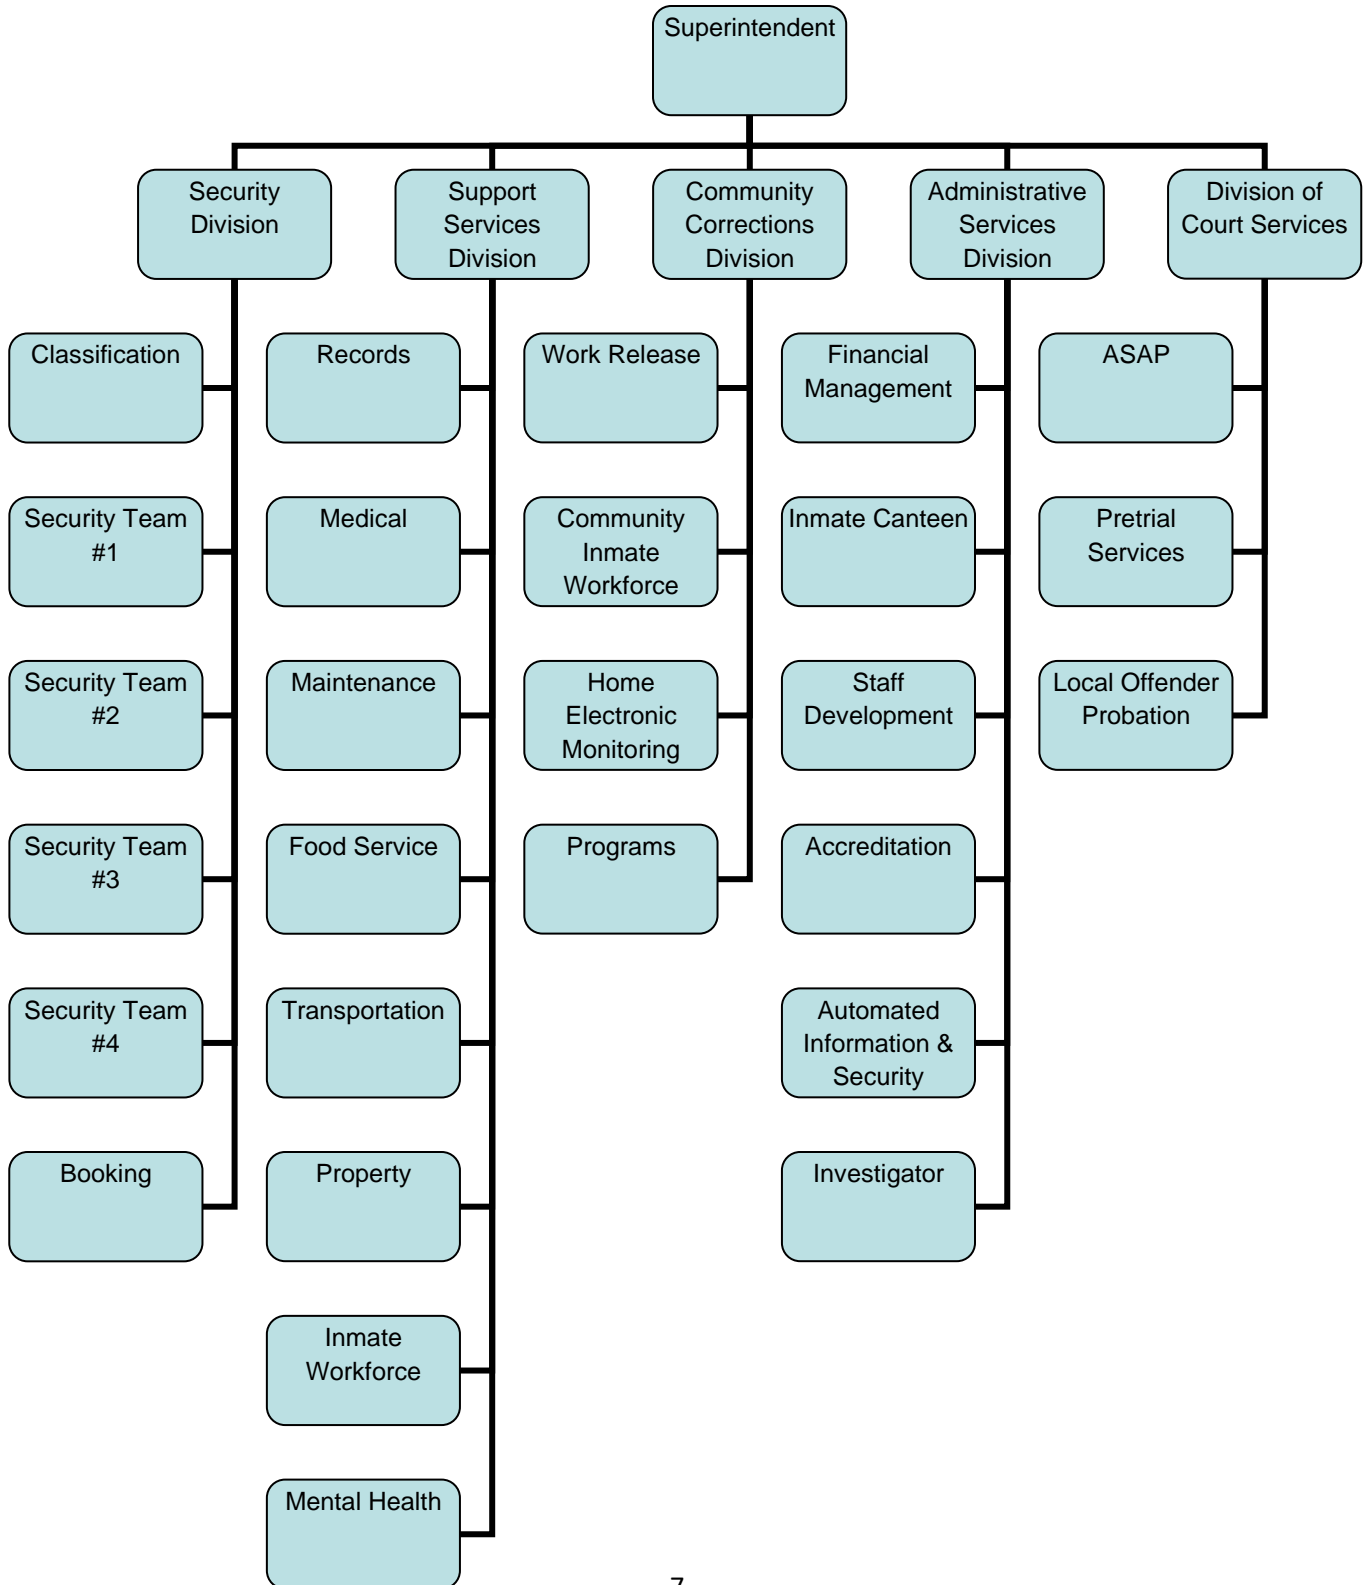 Superintendent
Security
Division
Support
Services
Division
Community
Corrections
Division
Administrative
Services
Division
Division of
Court Services
Classification
Records
Work Release
Financial
Management
ASAP
Security Team
#1
Medical
Community
Inmate
Workforce
Inmate Canteen
Pretrial
Services
Security Team
#2
Maintenance
Home
Electronic
Monitoring
Staff
Development
Local Offender
Probation
Security Team
#3
Food Service
Programs
Accreditation
Security Team
#4
Transportation
Automated
Information &
Security
Booking
Property
Investigator
Inmate
Workforce
Mental Health
7